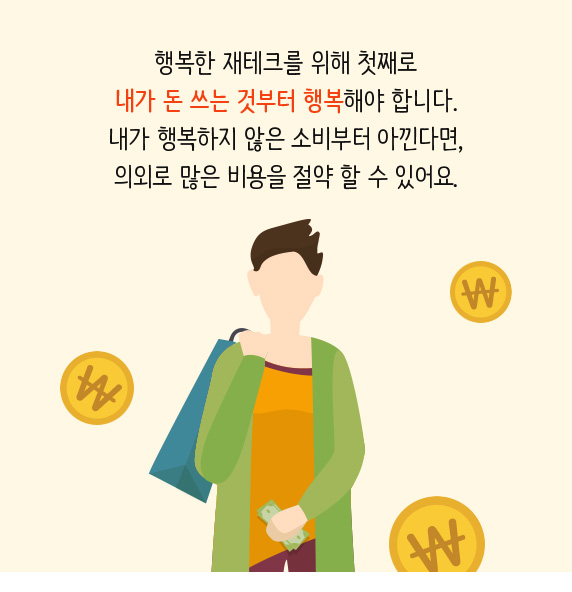 행복한 재테크를 위해 첫째로
내가 돈 쓰는 것부터 행복해야 합니다.
내가 행복하지 않은 소비부터 아낀다면,
의외로 많은 비용을 절약 할 수 있어요.
₩
₩
₩